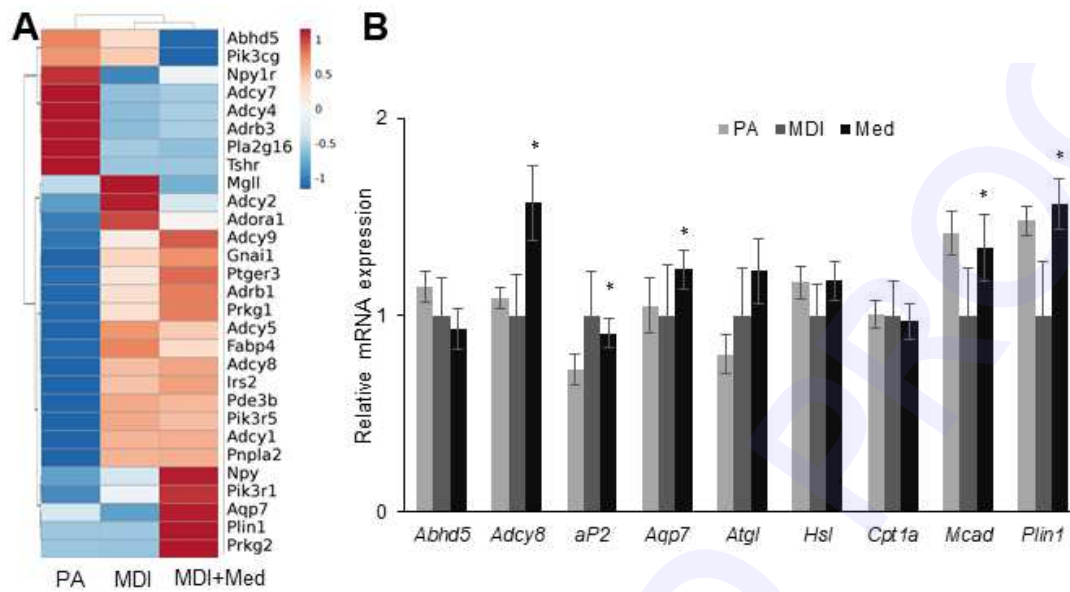 A
Abhd5
Pik3cg
Npy1r
Adcy7
Adcy4
Adrb3
Pla2g16
Tshr
Mgll
Adcy2
Adora1
Adcy9
Gnai1
Ptger3
Adrb1
Prkg1
Adcy5
Fabp4
Adcy8
Irs2
Pde3b
Pik3r5
Adcy1
Pnpla2
Npy
Pik3r1
Aqp7
Plin1
Prkg2
PA MDI MDI+Med
1
0.5
0
-0.5
-1
B
Relative mRNA expression
2
1
0
PA MDI Med
* * * * * *
Abhd5 Adcy8 aP2 Aqp7 Atgl Hsl Cpt1a Mcad Plin1
PRO